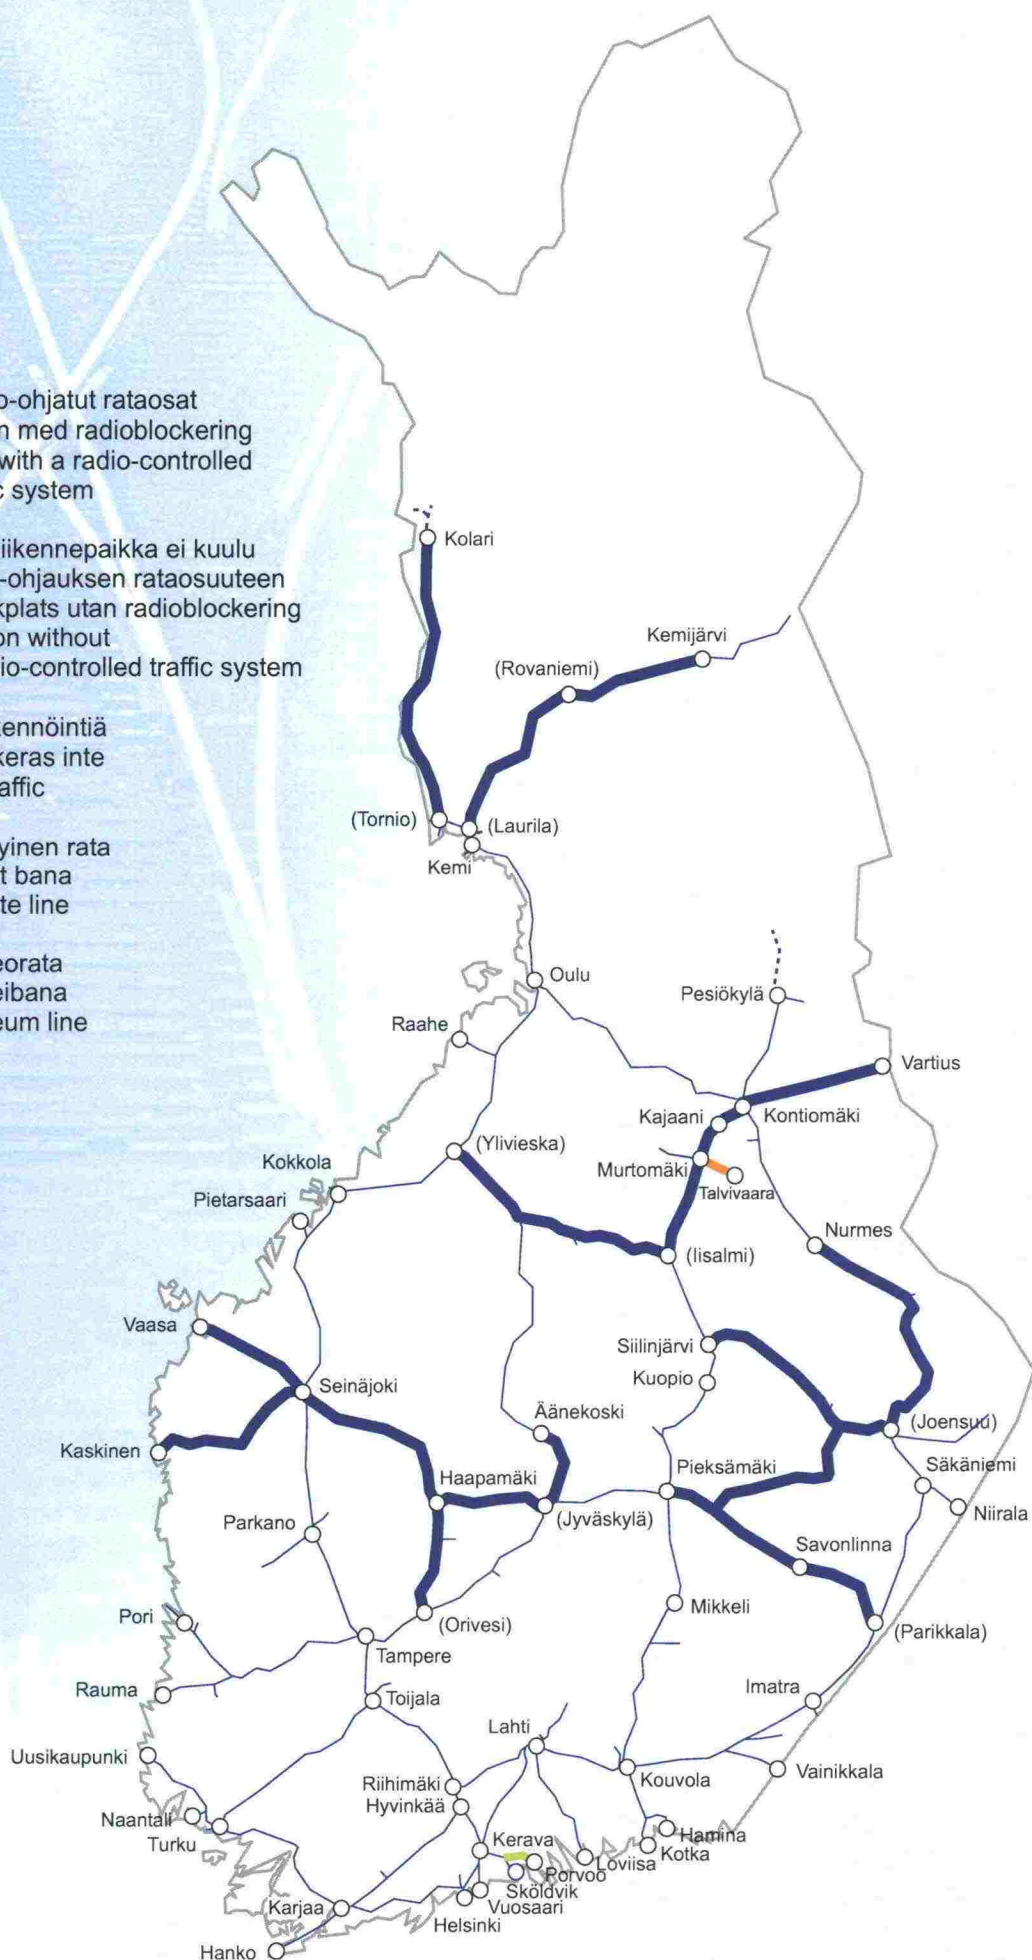 o-ohjatut rataosat
n med radioblockering
with a radio-controlled
c system
iikennepaikka ei kuulu
-ohjauksen rataosuuteen
kplats utan radioblockering
on without
io-controlled traffic system
kennöintiä
keras inte
affic
yinen rata
t bana
te line
eorata
eibana
eum line
Kolari
Kemijärvi
(Rovaniemi)
(Tornio)
(Laurila)
Kemi
Oulu
Pesiökylä
Raahe
Vartius
Kajaani
Kontiomäki
(Ylivieska)
Murtomäki
Talvivaara
Kokkola
Pietarsaari
Nurmes
(Iisalmi)
Vaasa
Siilinjärvi
Seinäjoki
Kuopio
Äänekoski
(Joensuu)
Kaskinen
Haapamäki
Pieksämäki
Säkäniemi
Parkano
(Jyväskylä)
Niirala
Savonlinna
Pori
(Orivesi)
Mikkeli
(Parikkala)
Tampere
Rauma
Toijala
Imatra
Lahti
Uusikaupunki
Riihimäki
Kouvola
Vainikkala
Hyvinkää
Naantali
Turku
Kerava
Hamina
Kotka
Loviisa
Porvoo
Sköldvik
Vuosaari
Karjaa
Helsinki
Hanko